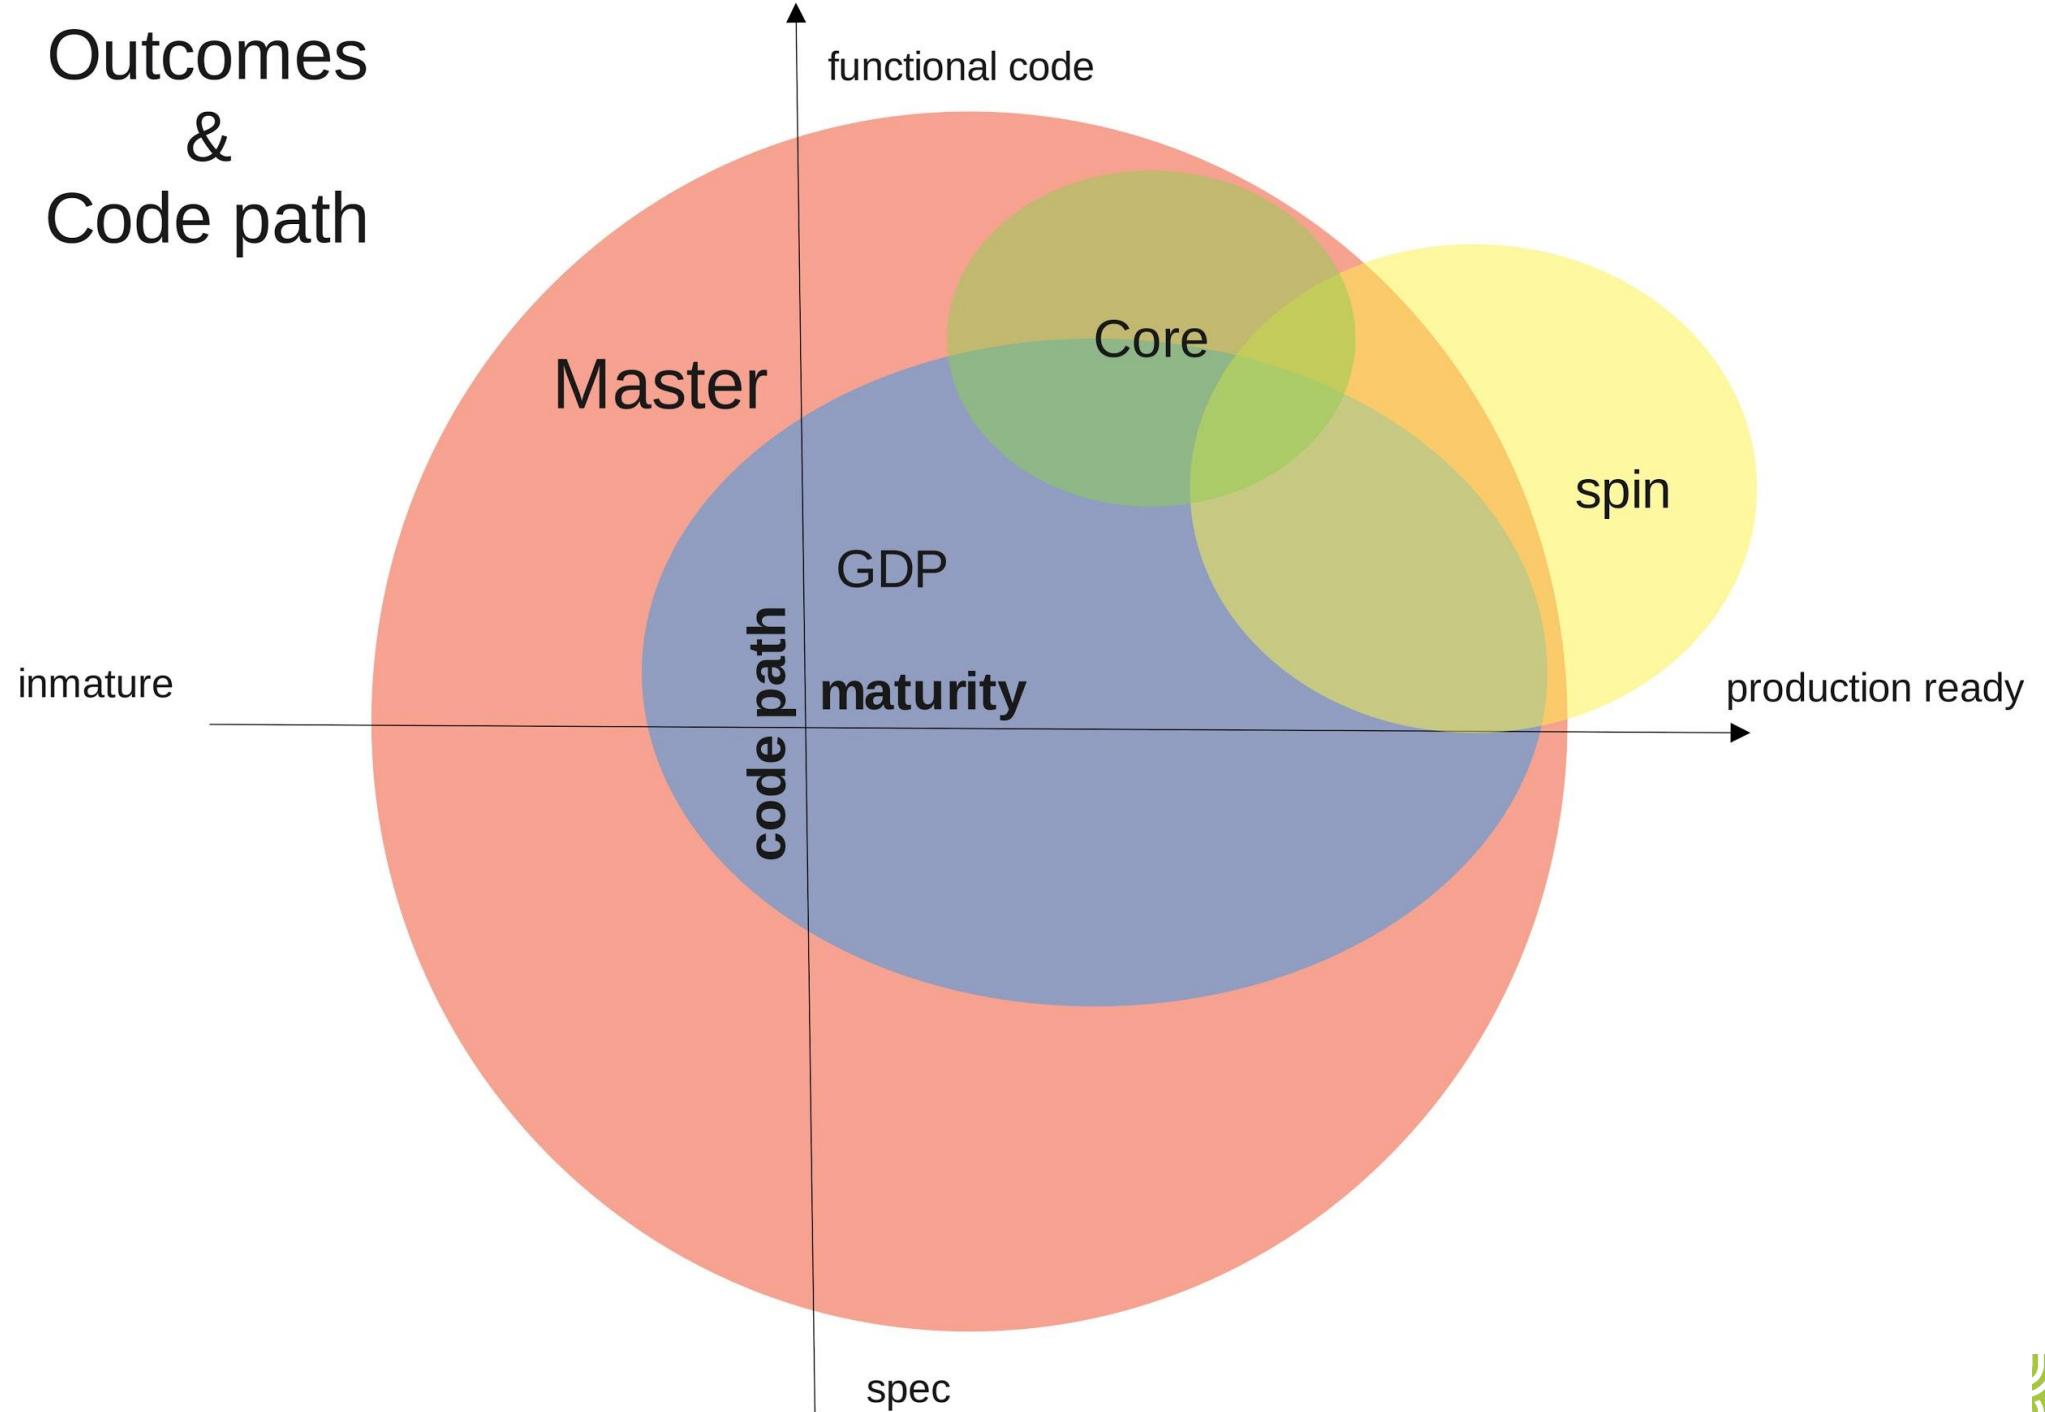 Outcomes
&
Code path
functional code
Core
Master
spin
GDP
code path
maturity
inmature
production ready
spec